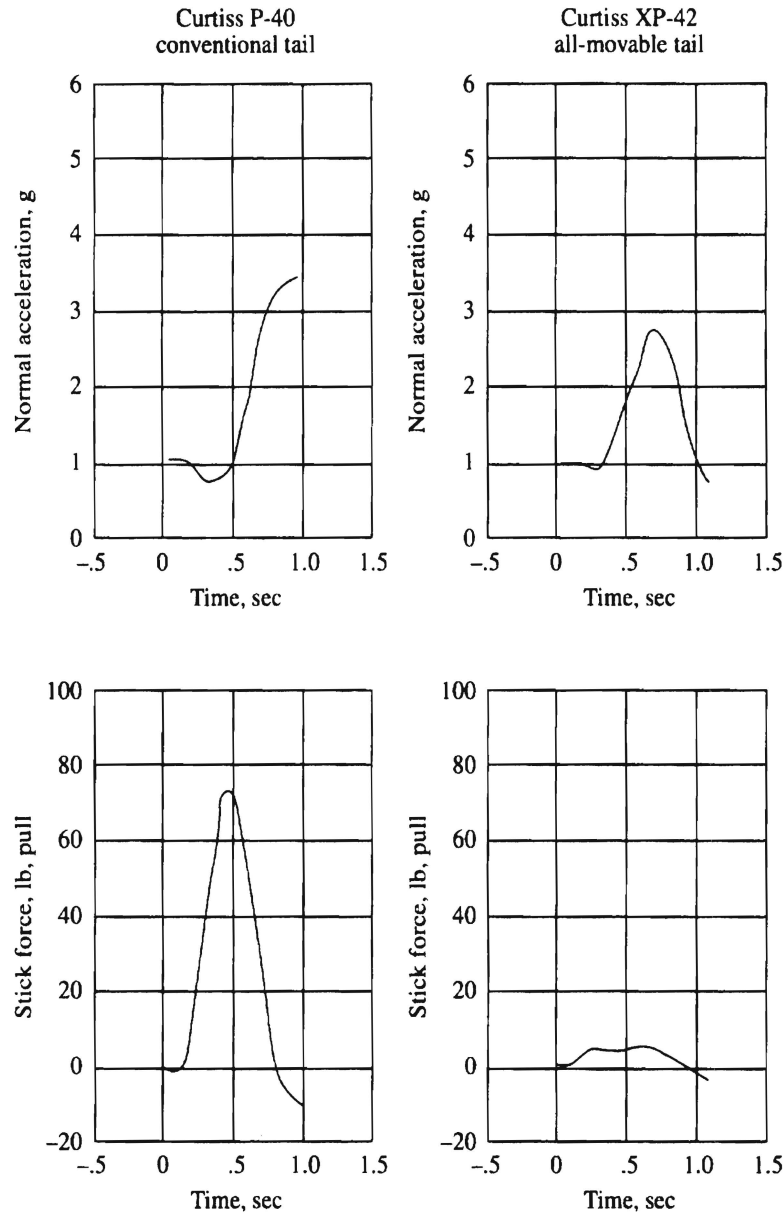 Curtiss P-40
conventional tail
Curtiss XP-42
all-movable tail
Normal acceleration, g
6
5
4
3
2
1
0
–.5 0 .5 1.0 1.5
Time, sec
Normal acceleration, g
6
5
4
3
2
1
0
–.5 0 .5 1.0 1.5
Time, sec
Stick force, lb, pull
100
80
60
40
20
0
–20
–.5 0 .5 1.0 1.5
Time, sec
Stick force, lb, pull
100
80
60
40
20
0
–20
–.5 0 .5 1.0 1.5
Time, sec